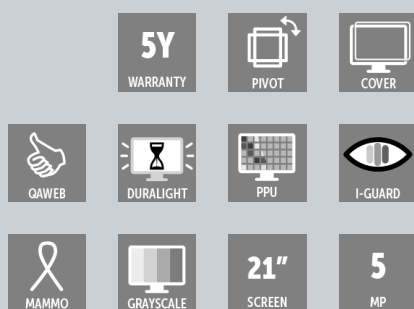 5Y
WARRANTY
PIVOT
COVER
QAWEB
DURALIGHT
PPU
I-GUARD
MAMMO
GRAYSCALE
21"
SCREEN
5
MP